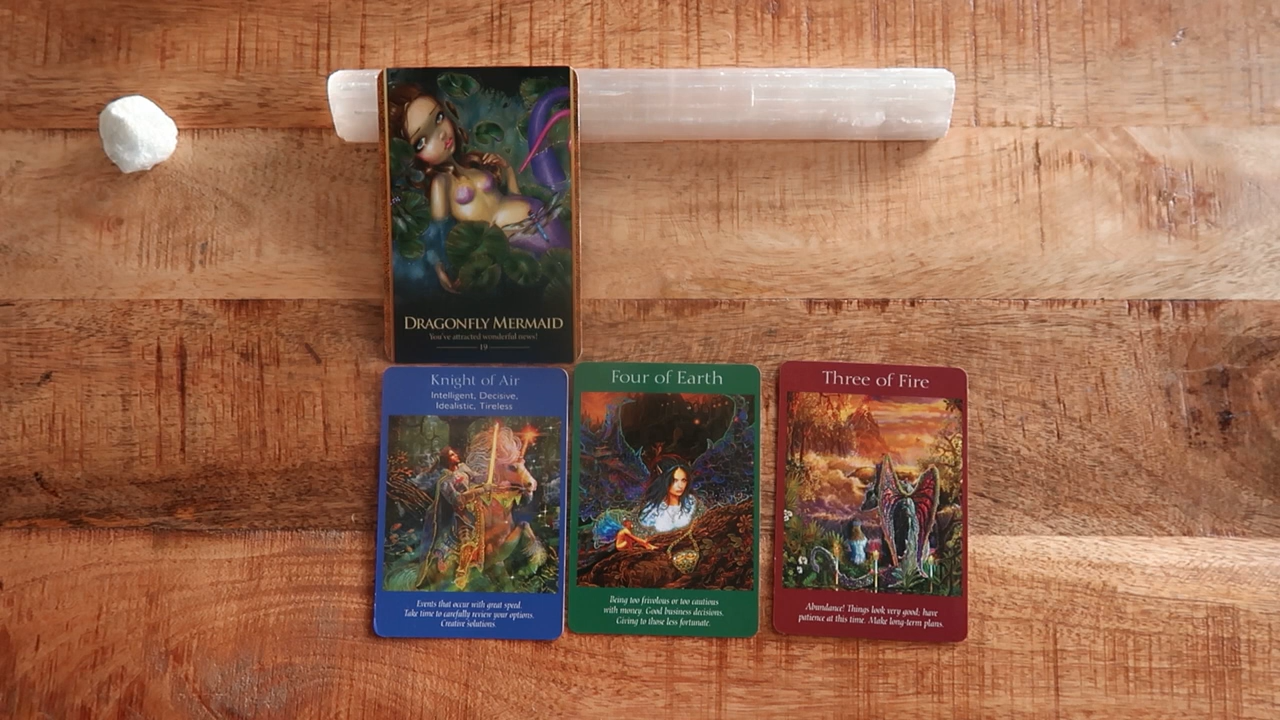 DRAGONFLY MERMAID
You've attracted wonderful news!
19
Knight of Air
Intelligent, Decisive,
Idealistic, Tireless
Events that occur with great speed.
Take time to carefully review your options.
Creative solutions.
Four of Earth
Being too frivolous or too cautious
with money. Good business decisions.
Giving to those less fortunate.
Three of Fire
Abundance! Things look very good; have
patience at this time. Make long-term plans.